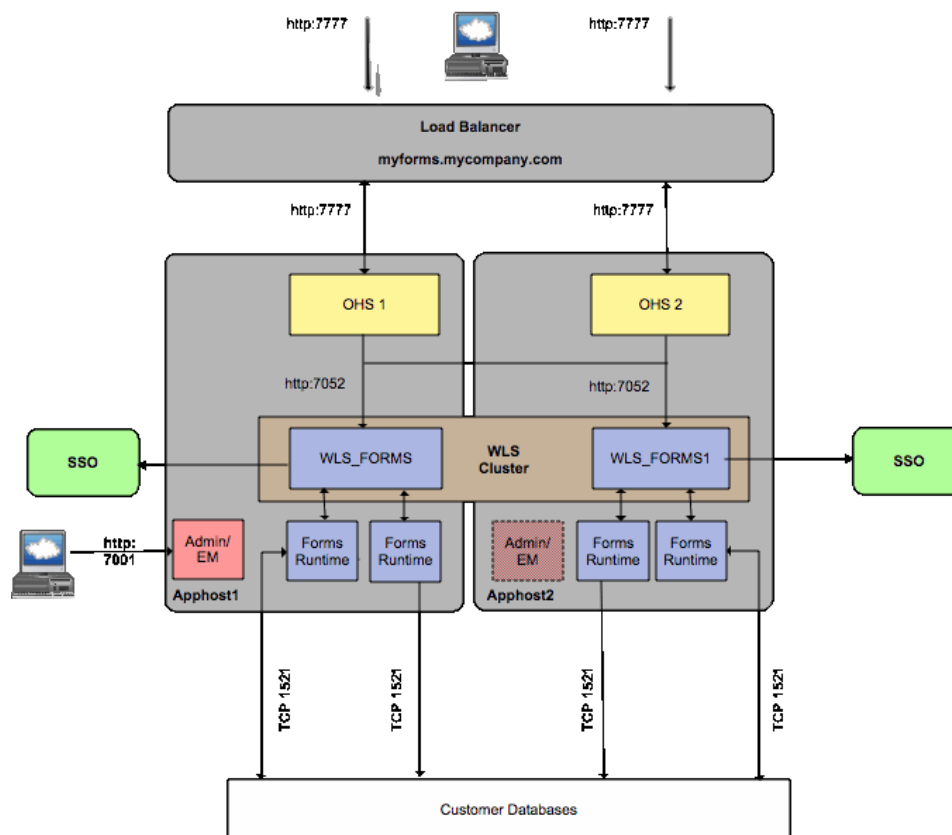 http:7777
http:7777
Load Balancer
myforms.mycompany.com
http:7777
http:7777
OHS 1
OHS 2
http:7052
http:7052
SSO
WLS_FORMS
WLS
Cluster
WLS_FORMS1
SSO
http:
7001
Admin/
EM
Forms
Runtime
Forms
Runtime
Admin/
EM
Forms
Runtime
Forms
Runtime
Apphost1
Apphost2
TCP 1521
TCP 1521
TCP 1521
TCP 1521
Customer Databases